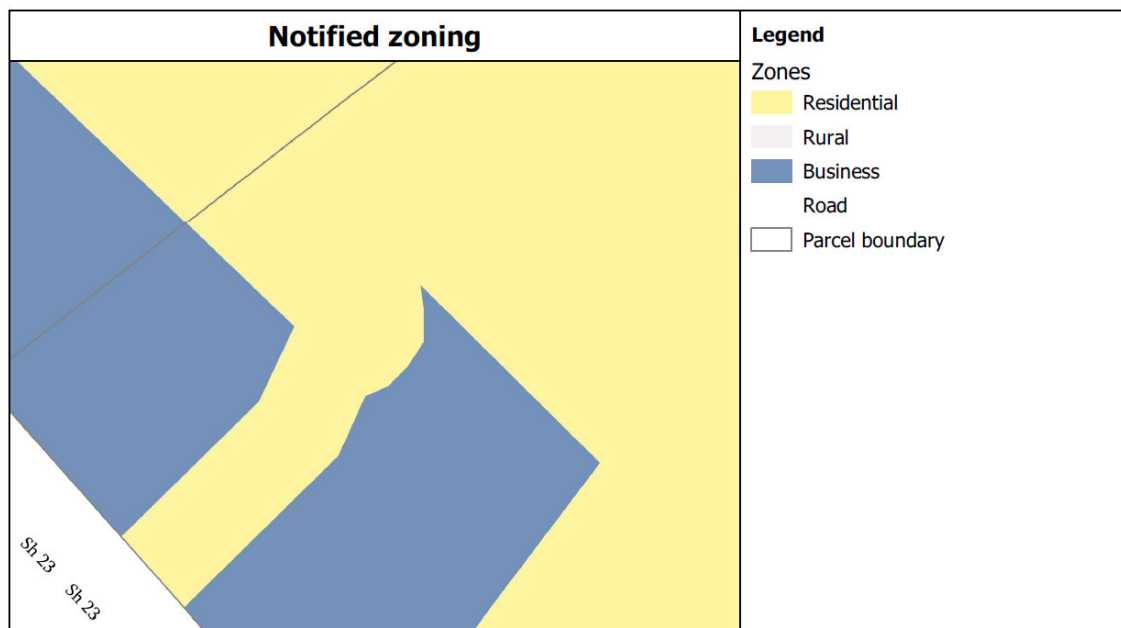 Notified zoning
Sh 23
Sh 23
Legend
Zones
Residential
Rural
Business
Road
Parcel boundary